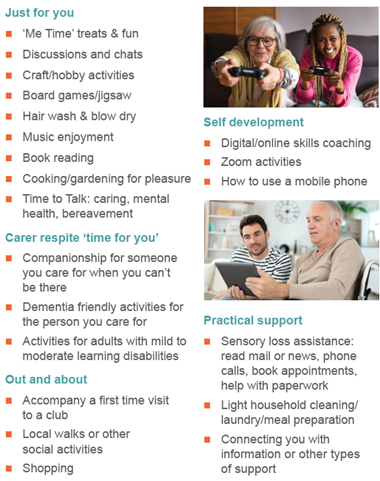 Just for you
‘Me Time’ treats & fun
Discussions and chats
Craft/hobby activities
Board games/jigsaw
Hair wash & blow dry
Music enjoyment
Book reading
Cooking/gardening for pleasure
Time to Talk: caring, mental
health, bereavement
Carer respite ‘time for you’
Companionship for someone
you care for when you can’t
be there
Dementia friendly activities for
the person you care for
Activities for adults with mild to
moderate learning disabilities
Out and about
Accompany a first time visit
to a club
Local walks or other
social activities
Shopping
Self development
Digital/online skills coaching
Zoom activities
How to use a mobile phone
Practical support
Sensory loss assistance:
read mail or news, phone
calls, book appointments,
help with paperwork
Light household cleaning/
laundry/meal preparation
Connecting you with
information or other types
of support